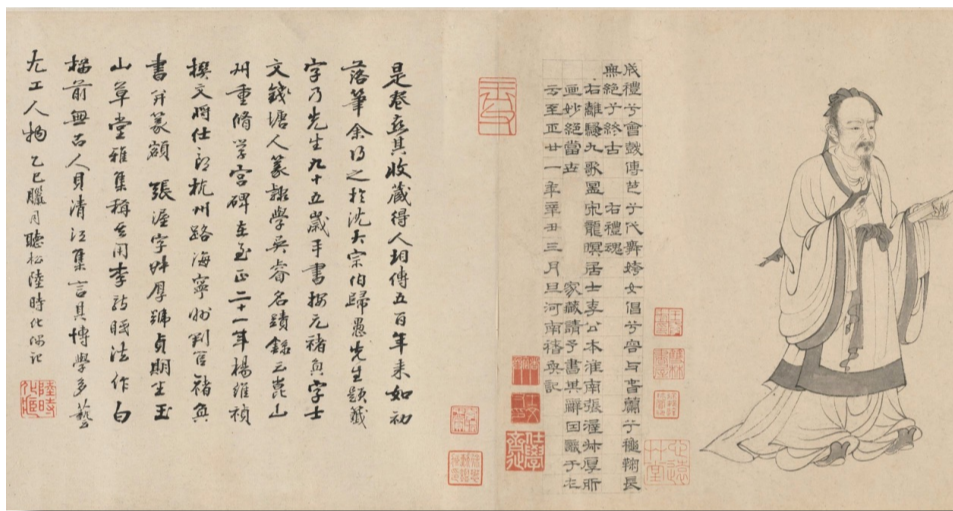 成禮兮會鼓傳芭兮代舞姱女倡兮容与春蘭兮秌鞠長
無絶兮終古 右禮魂
右離騷九歌圖宋龍眠居士李公本淮南張渥叔厚所
妙絶當世 家藏請予書其辭因識于左
云至正廿一年辛丑三月旦河南褚奐記
是卷喜其收藏得人相傳五百年來如初
落筆余得之於沈大宗伯歸愚先生題籤
字乃先生九十五歲手書按元褚奐字士
文錢塘人篆隸學吳睿名蹟錄云崑山
州重脩學宮碑在至正二十一年楊維禎
撰文將仕郎杭州路海寧州判官褚奐
書并篆額 張渥字叔厚號貞期生玉
山草堂雅集稱其用李龍眠法作白
描前無古人貝清江集言其博學多藝
尤工人物 乙巳臘月聽松陸時化偶記